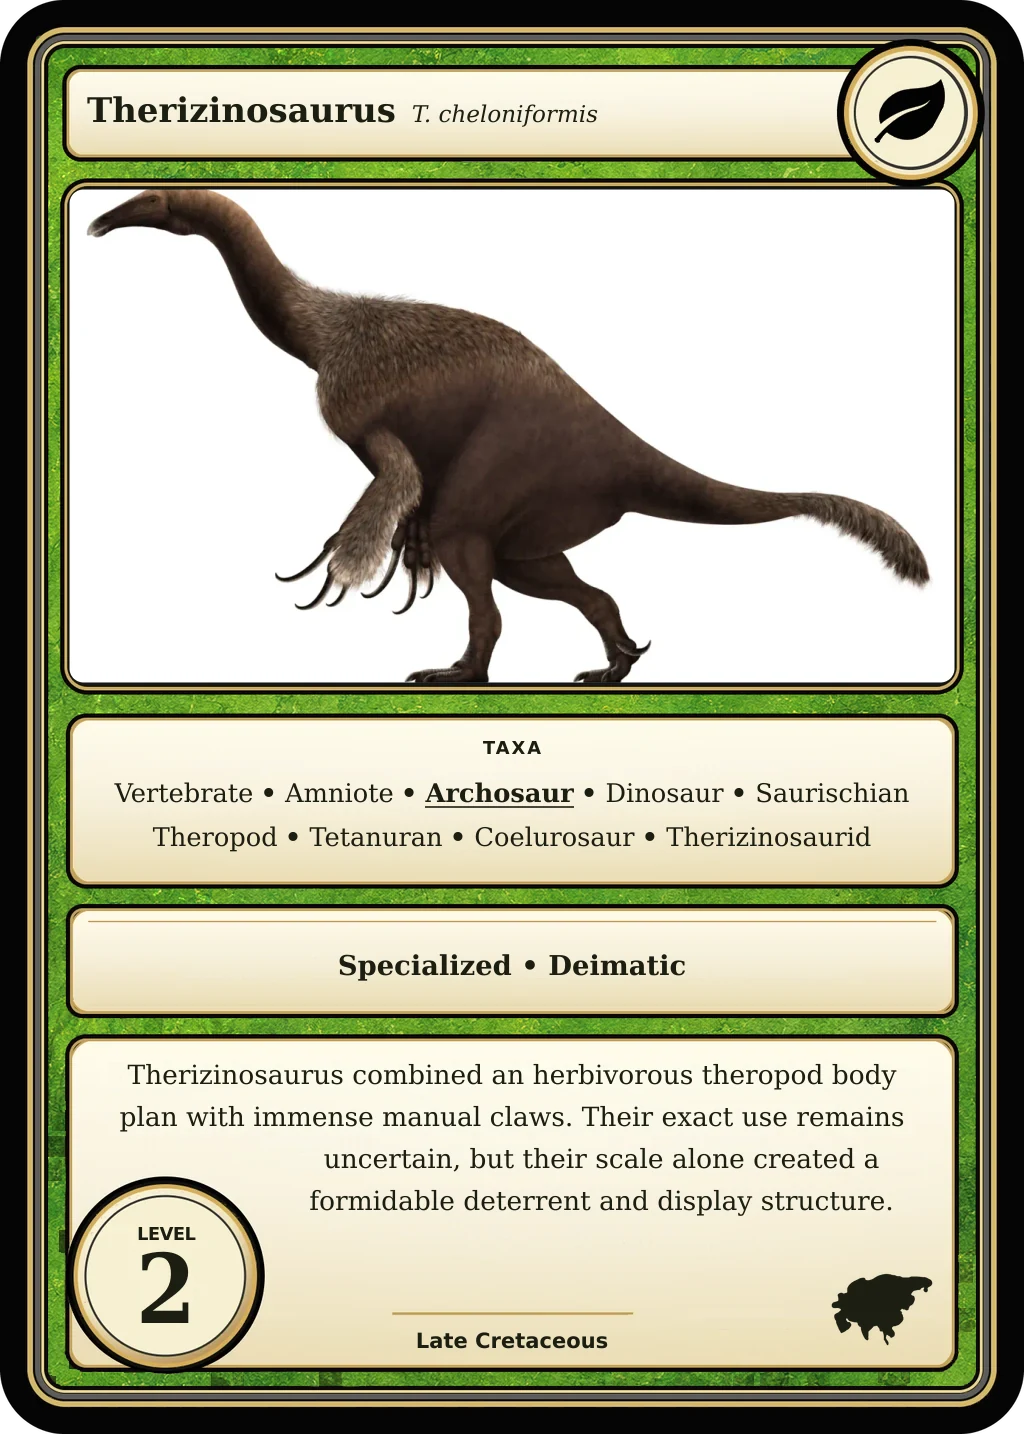 Therizinosaurus T. cheloniformis
TAXA
Vertebrate • Amniote • Archosaur • Dinosaur • Saurischian
Theropod • Tetanuran • Coelurosaur • Therizinosaurid
Specialized • Deimatic
Therizinosaurus combined an herbivorous theropod body
plan with immense manual claws. Their exact use remains
uncertain, but their scale alone created a
formidable deterrent and display structure.
LEVEL
2
Late Cretaceous